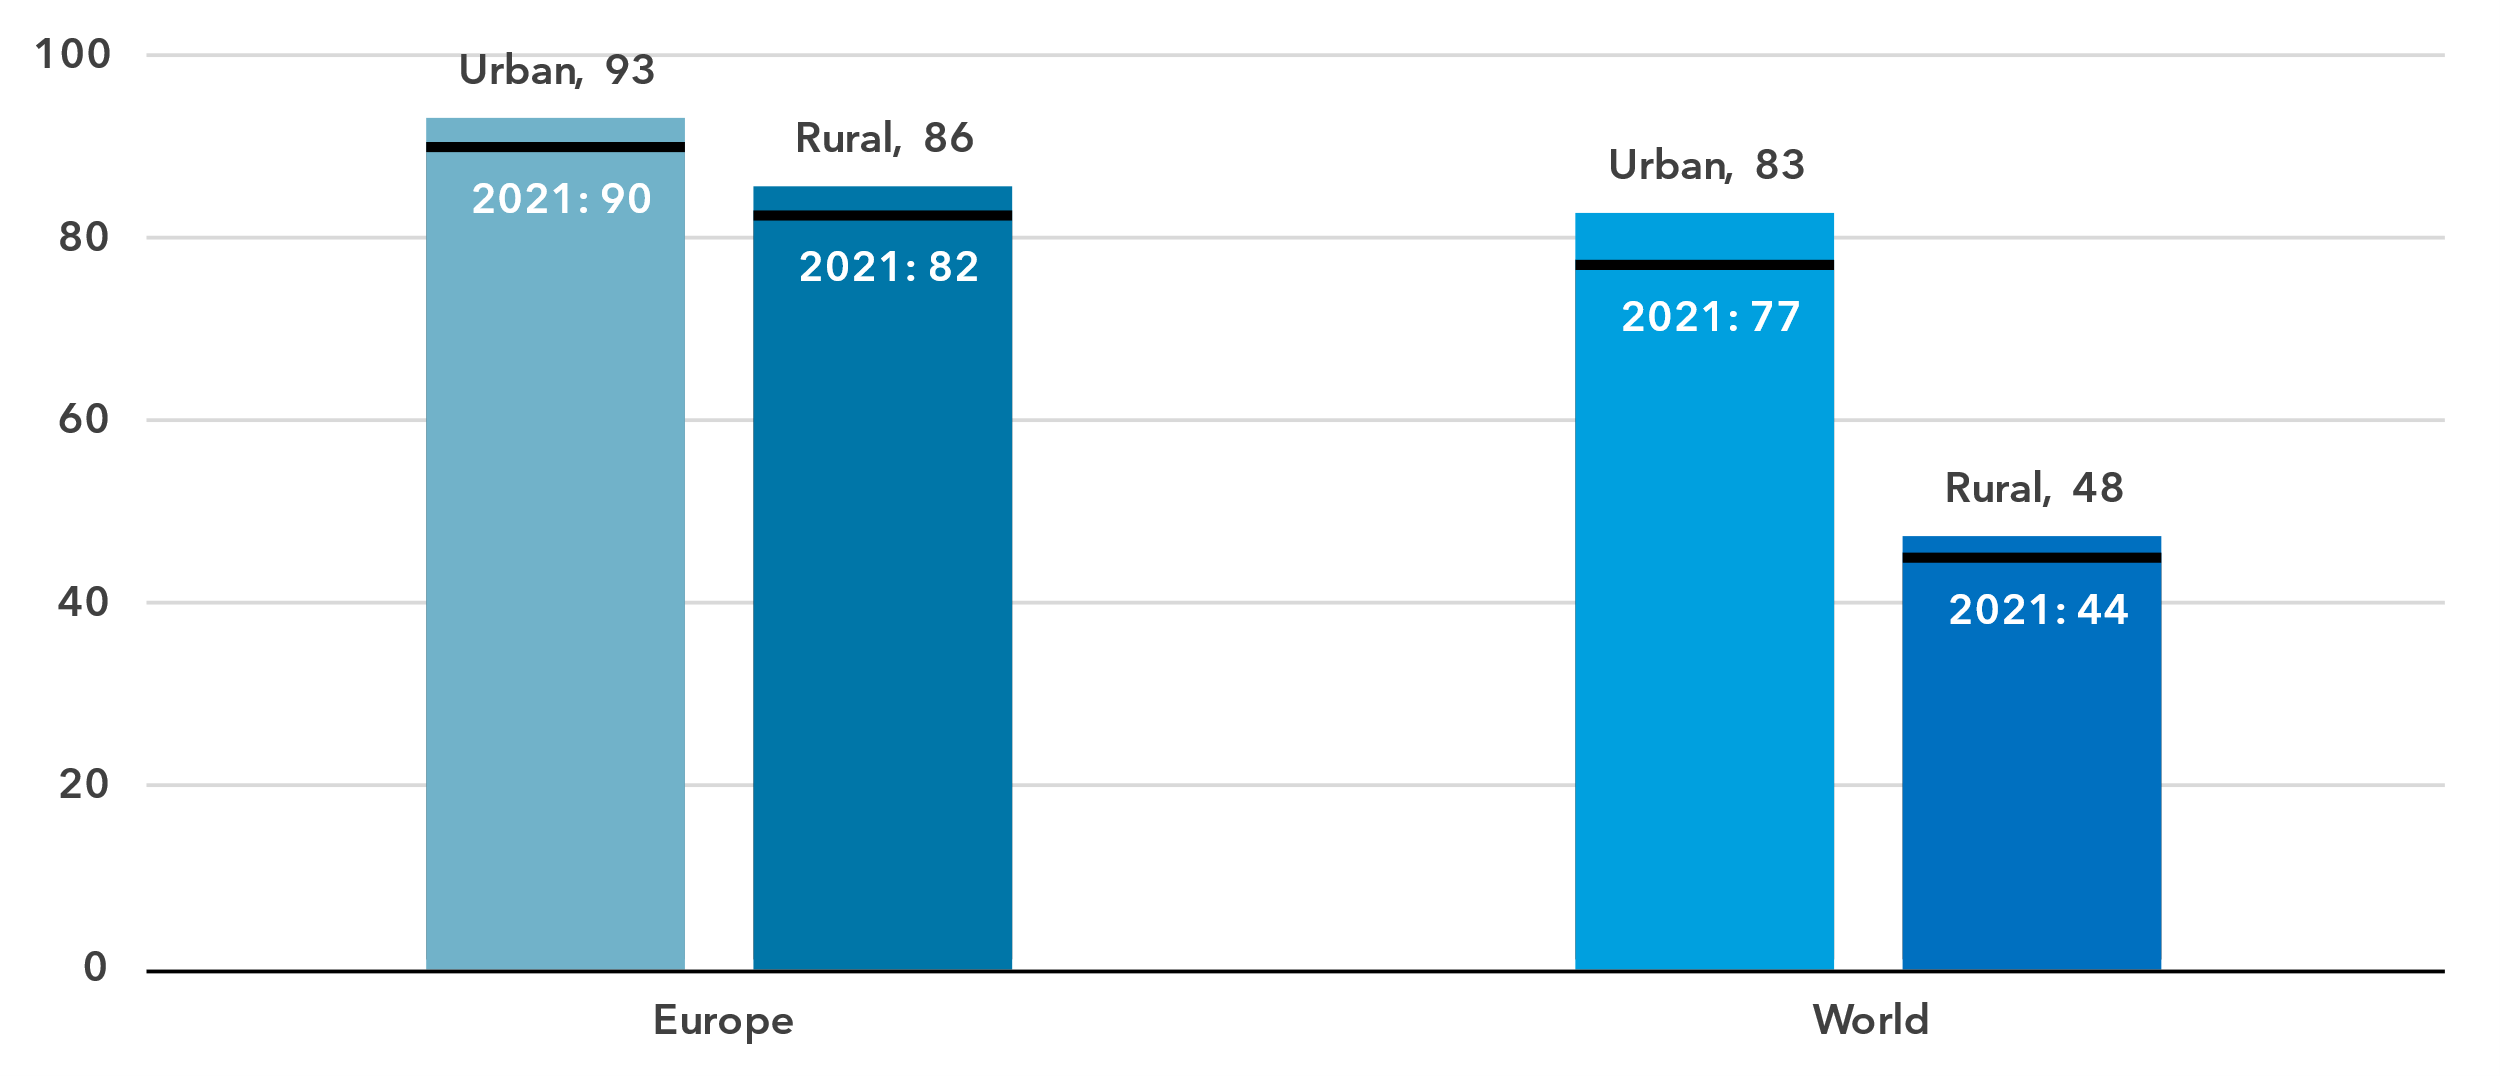 100
80
60
40
20
0
Urban, 93
2021: 90
Rural, 86
2021: 82
Urban, 83
2021: 77
Rural, 48
2021: 44
Europe
World